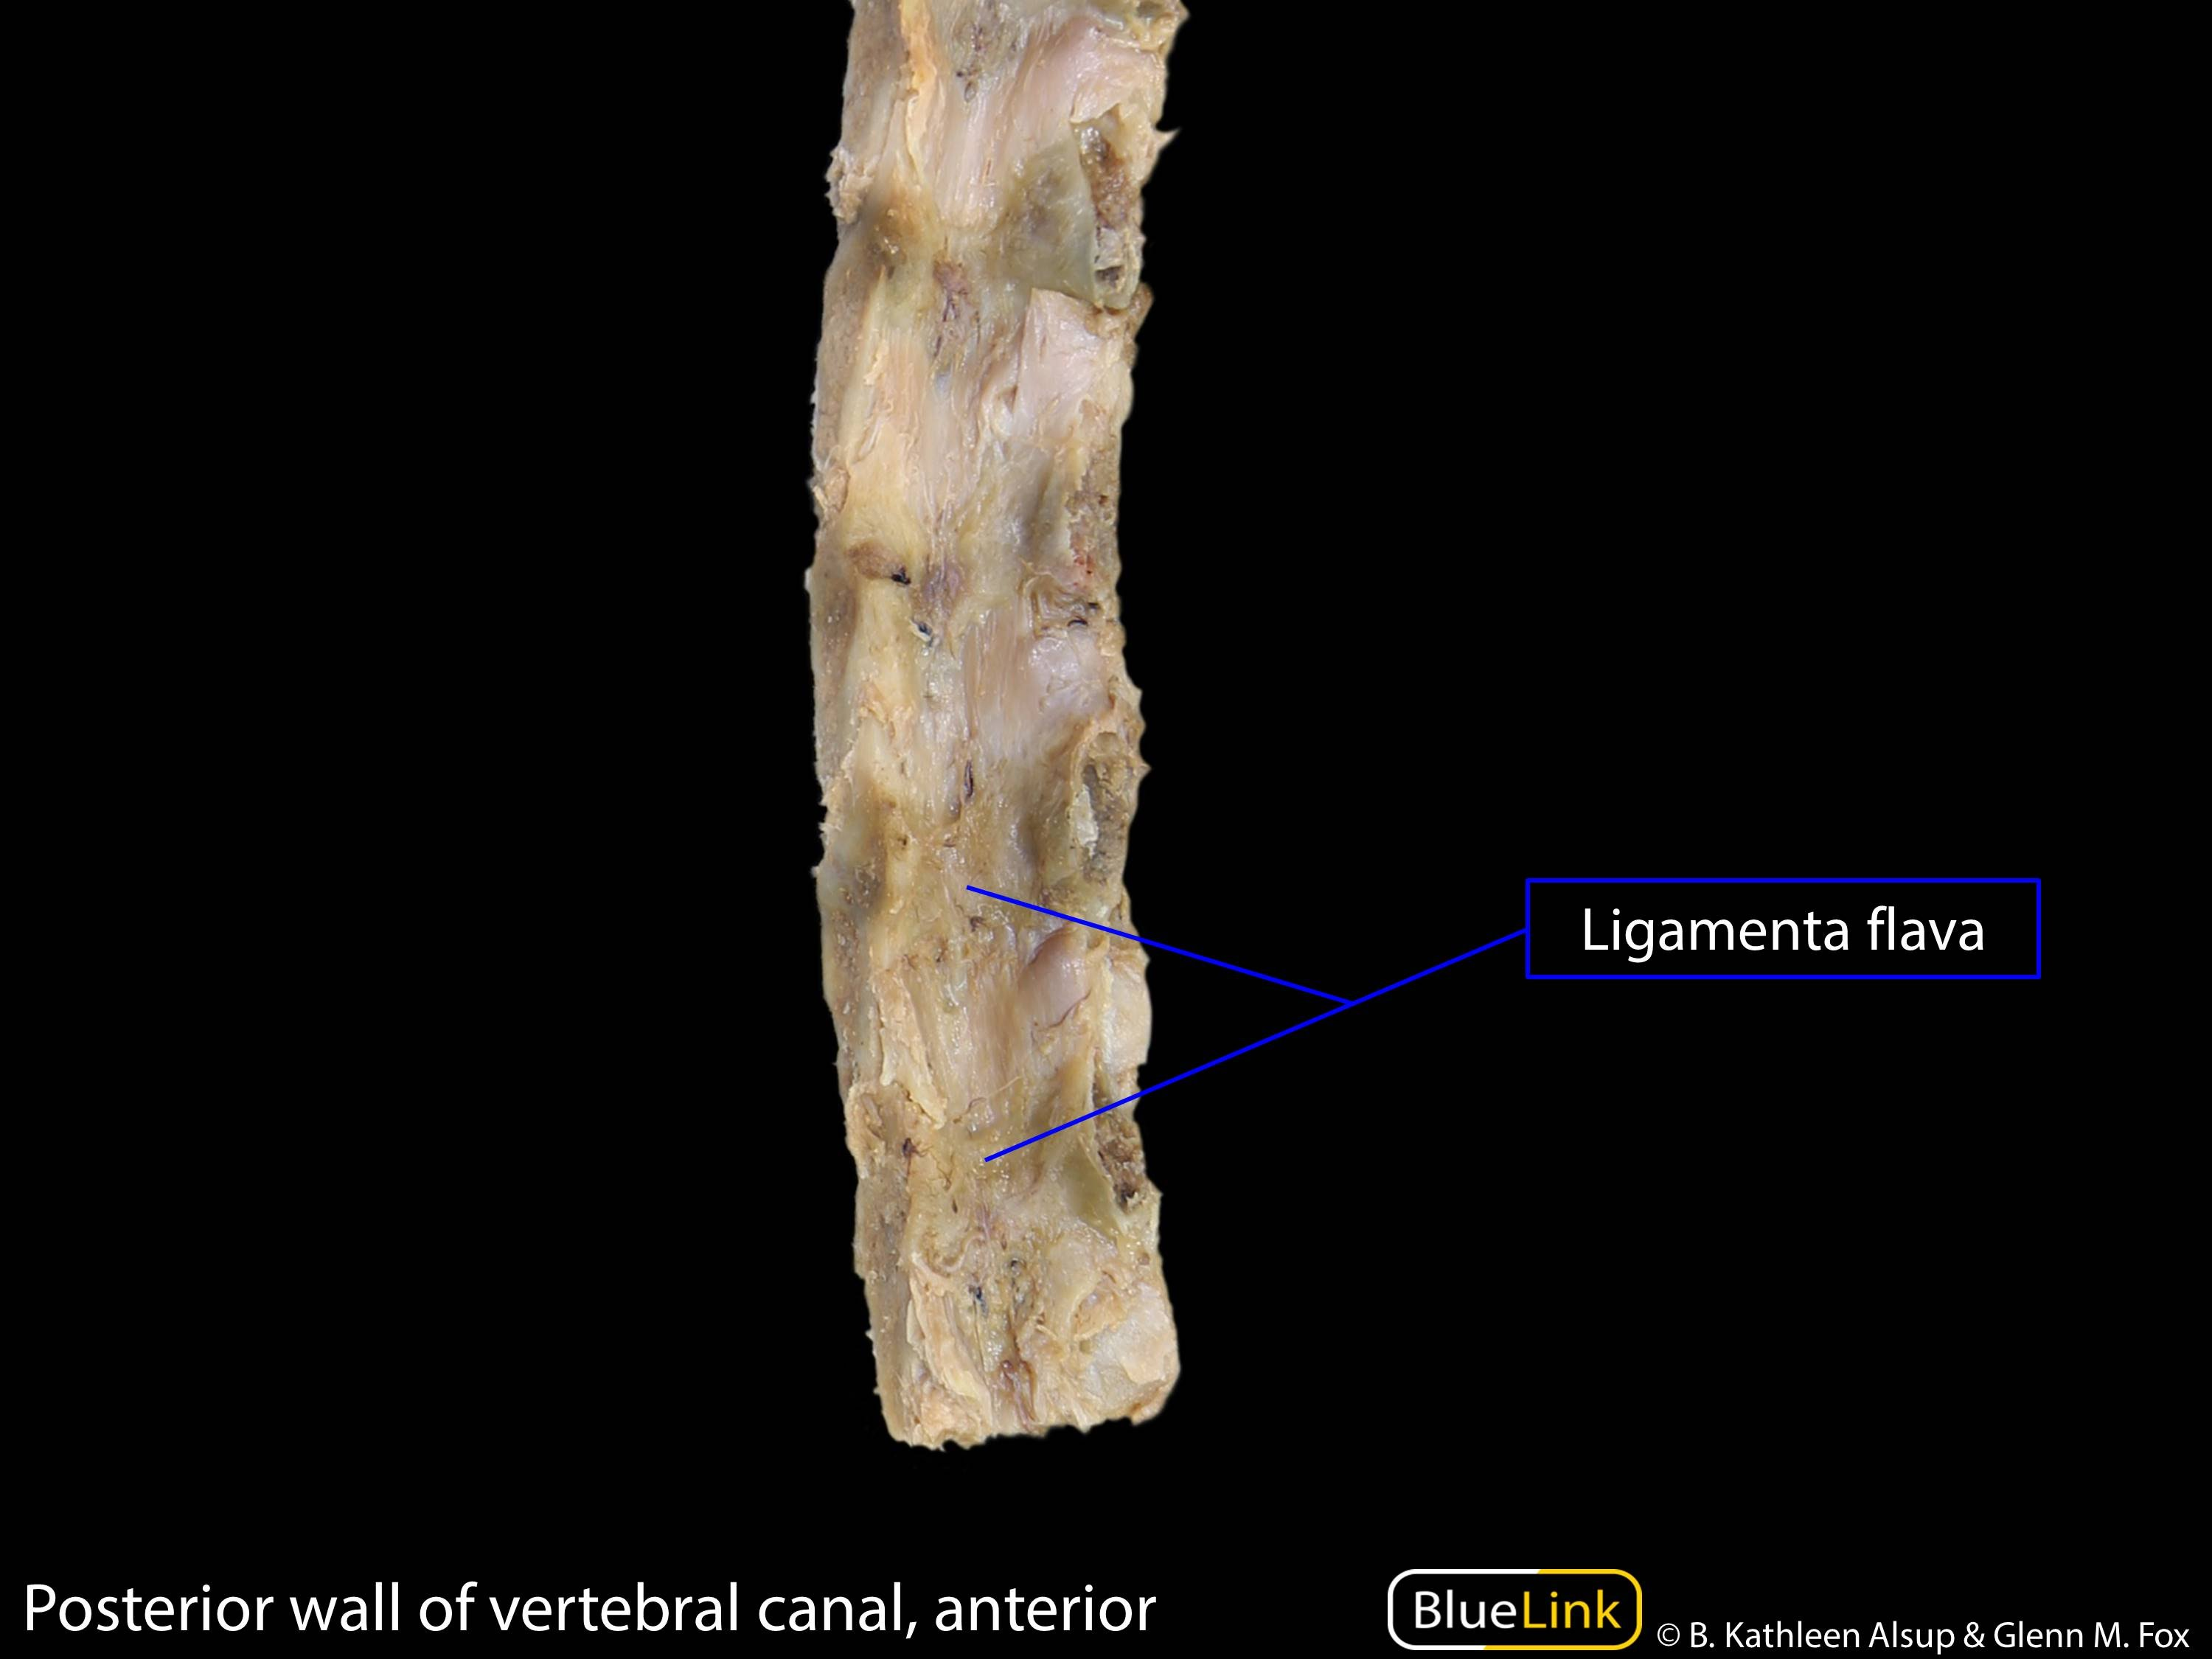 Ligamenta flava
Posterior wall of vertebral canal, anterior
BlueLink
© B. Kathleen Alsup & Glenn M. Fox